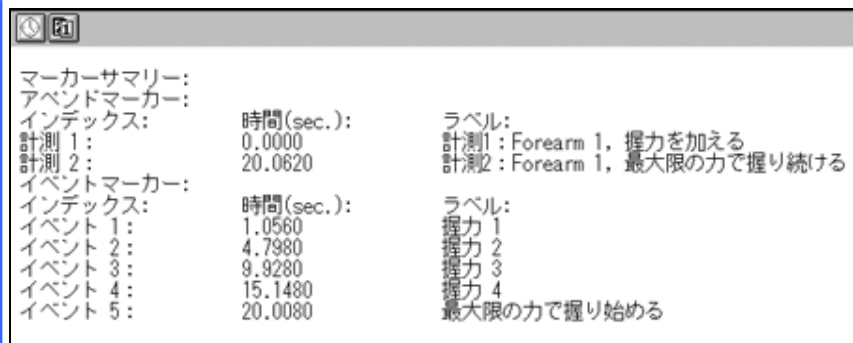 マーカーサマリー:
アペンドマーカー:
インデックス: 時間(sec.): ラベル:
計測 1: 0.0000 計測1:Forearm 1, 握力を加える
計測 2: 20.0620 計測2:Forearm 1, 最大限の力で握り続ける
イベントマーカー:
インデックス: 時間(sec.): ラベル:
イベント 1: 1.0560 握力 1
イベント 2: 4.7980 握力 2
イベント 3: 9.9280 握力 3
イベント 4: 15.1480 握力 4
イベント 5: 20.0080 最大限の力で握り始める